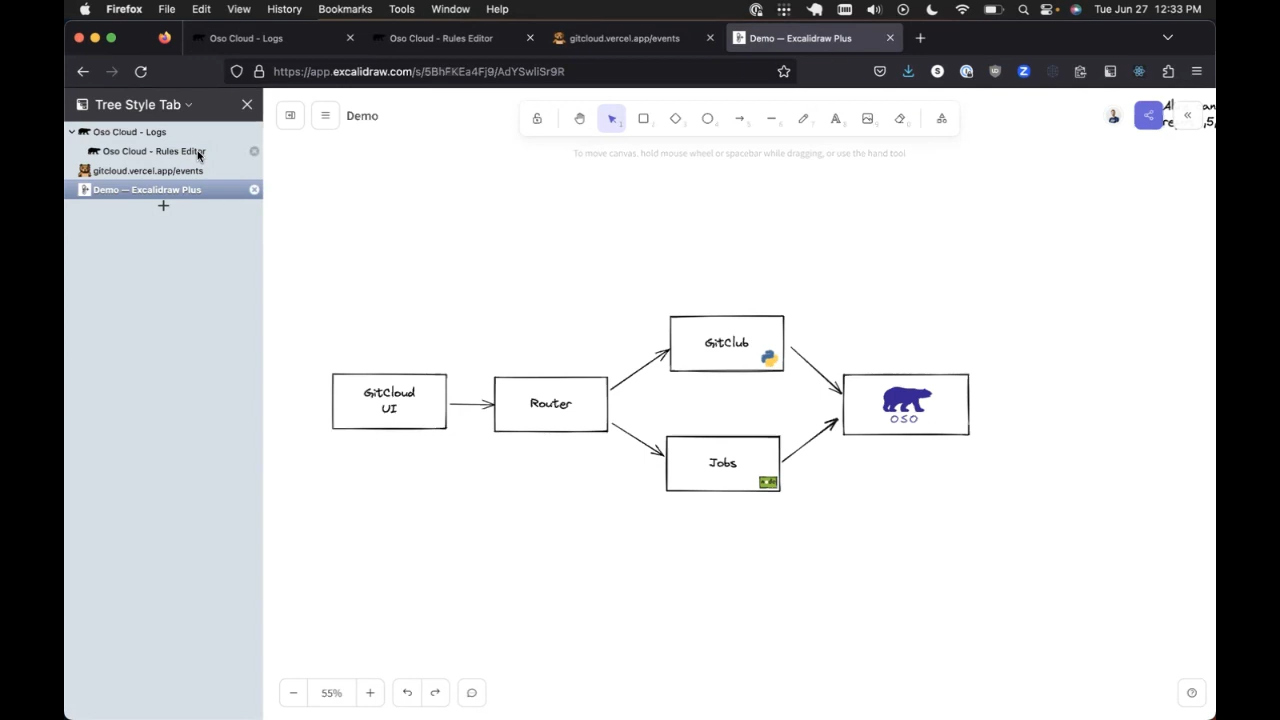 Firefox File Edit View History Bookmarks Tools Window Help Tue Jun 27 12:33 PM
Oso Cloud - Logs Oso Cloud - Rules Editor gitcloud.vercel.app/events Demo — Excalidraw Plus
https://app.excalidraw.com/s/5BhFKEa4Fj9/AdYSwliSr9R
Tree Style Tab
Oso Cloud - Logs
Oso Cloud - Rules Editor
gitcloud.vercel.app/events
Demo — Excalidraw Plus
Demo
To move canvas, hold mouse wheel or spacebar while dragging, or use the hand tool
GitClub
GitCloud
UI
Router
OSO
Jobs
55%